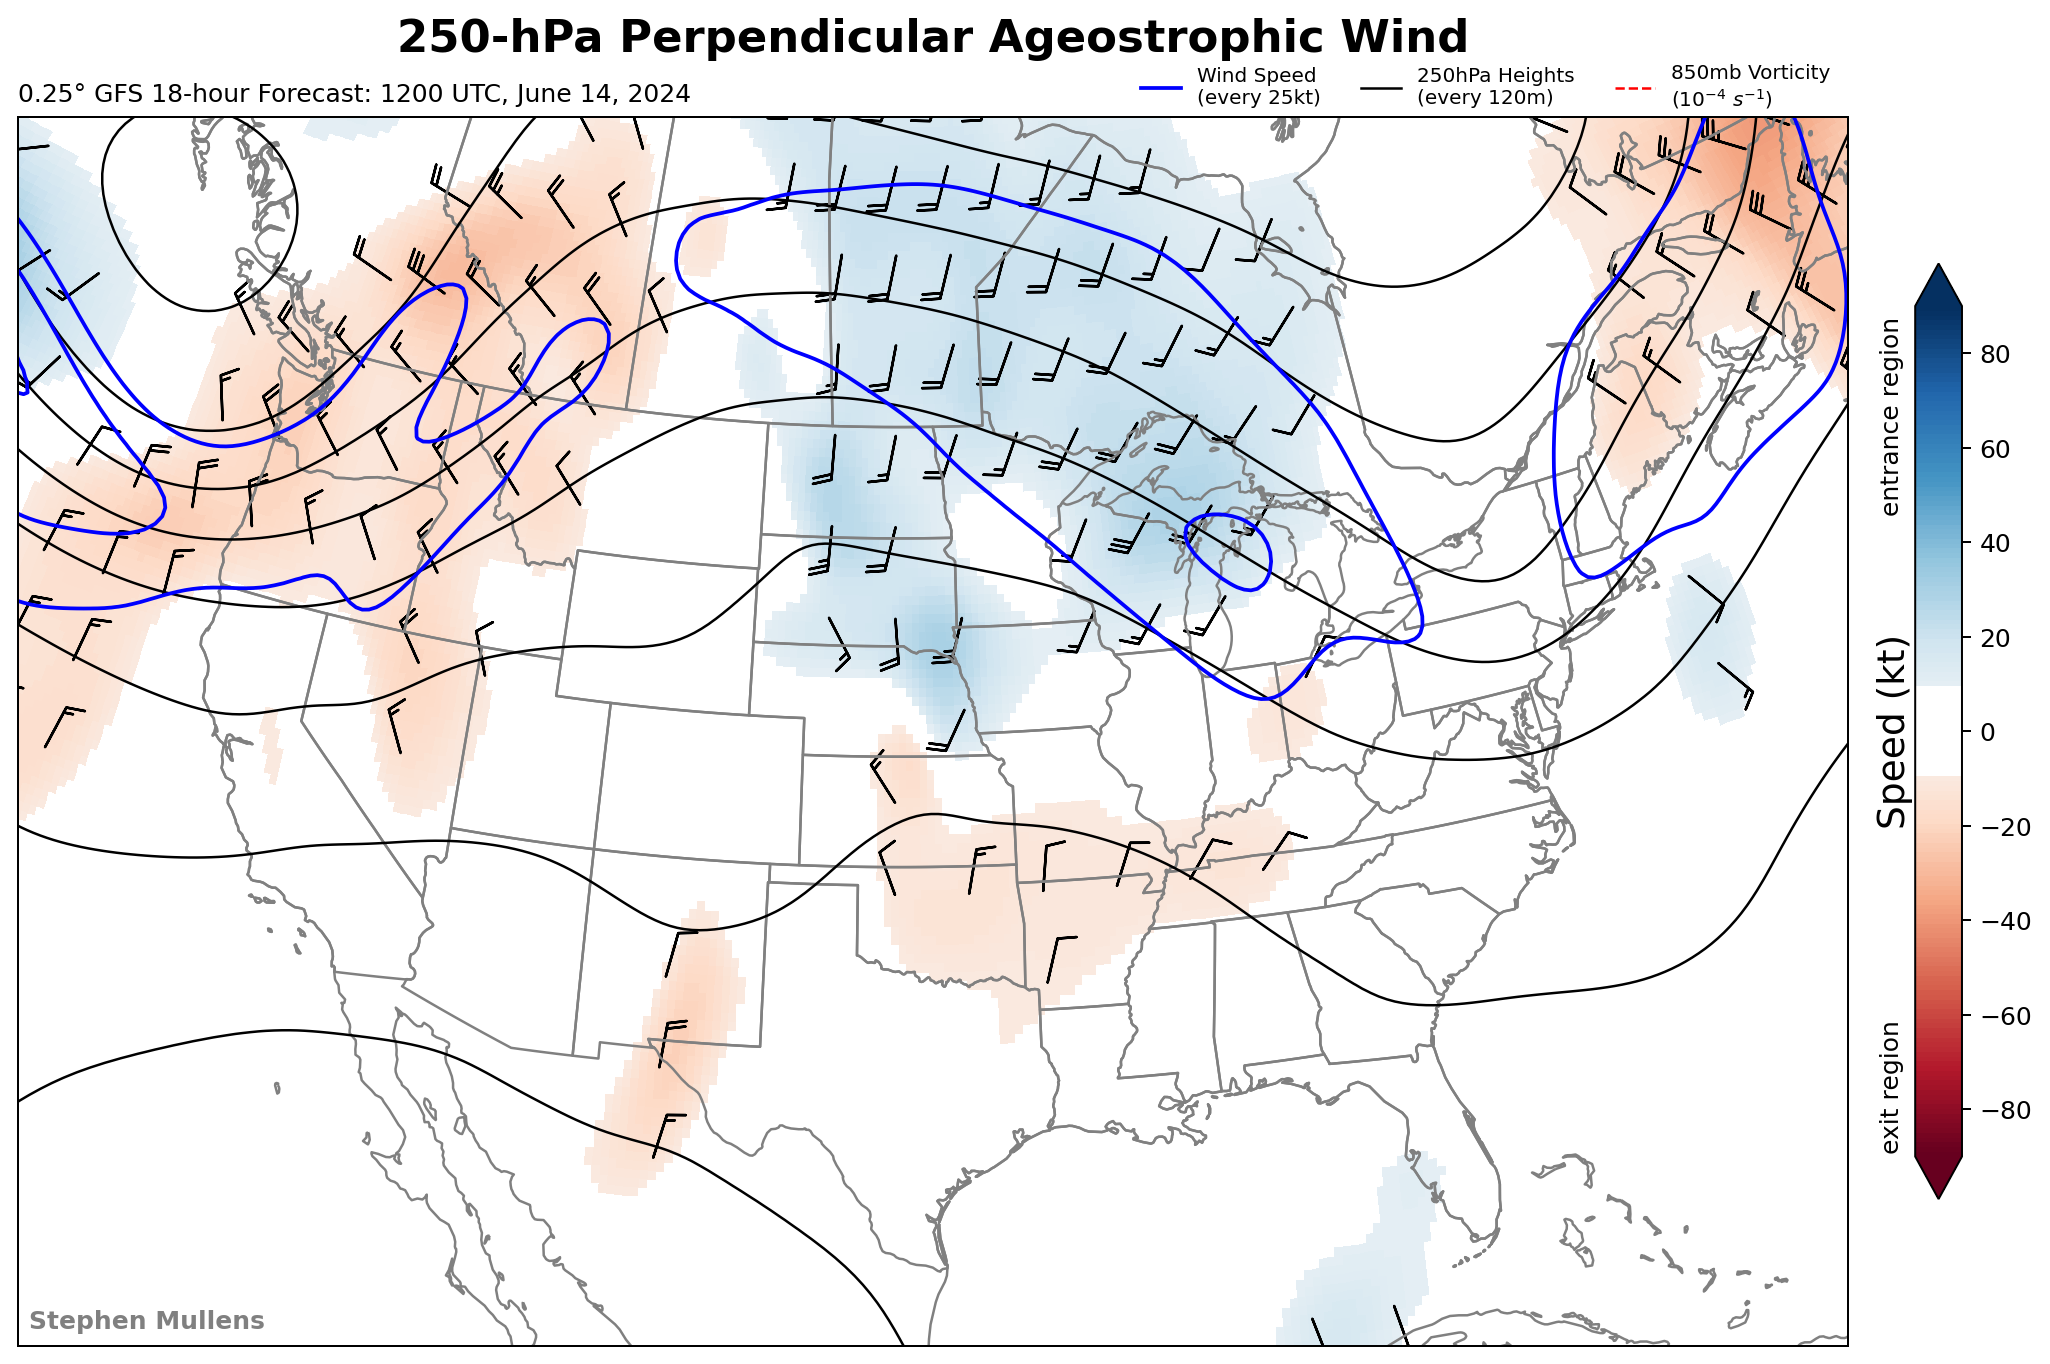 250-hPa Perpendicular Ageostrophic Wind
0.25° GFS 18-hour Forecast: 1200 UTC, June 14, 2024
Wind Speed
(every 25kt)
250hPa Heights
(every 120m)
850mb Vorticity
(10⁻⁴ s⁻¹)
entrance region
Speed (kt)
exit region
80
60
40
20
0
−20
−40
−60
−80
Stephen Mullens